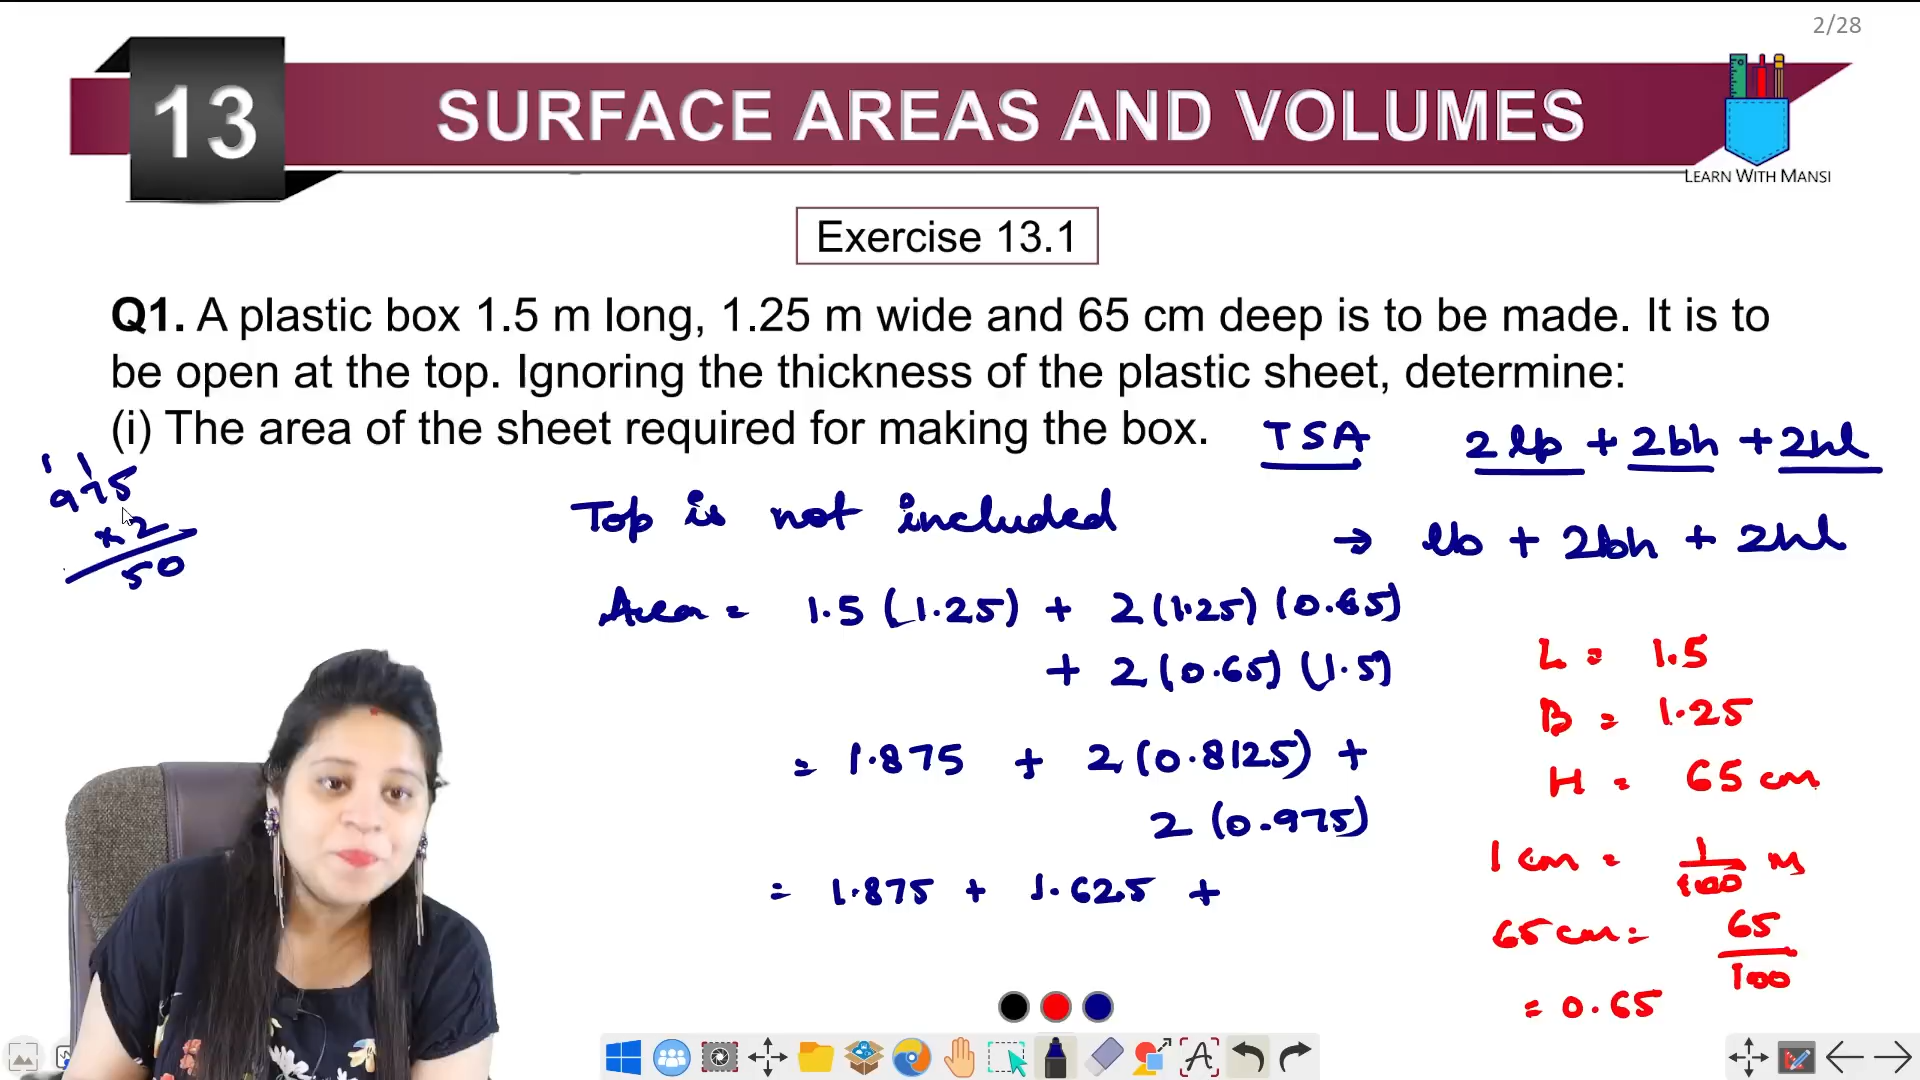 2/28
13
SURFACE AREAS AND VOLUMES
LEARN WITH MANSI
Exercise 13.1
Q1. A plastic box 1.5 m long, 1.25 m wide and 65 cm deep is to be made. It is to
be open at the top. Ignoring the thickness of the plastic sheet, determine:
(i) The area of the sheet required for making the box.
TSA 2lb + 2bh + 2hl
1 1
975
×2
50
Top is not included
→ lb + 2bh + 2hl
Area = 1.5 (1.25) + 2 (1.25) (0.65)
+ 2 (0.65) (1.5)
= 1.875 + 2 (0.8125) +
2 (0.975)
= 1.875 + 1.625 +
L = 1.5
B = 1.25
H = 65 cm
1 cm = 1/100 m
65 cm = 65/100
= 0.65